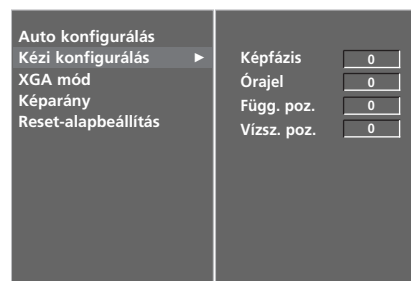 Auto konfigurálás
Kézi konfigurálás ►
XGA mód
Képarány
Reset-alapbeállítás
Képfázis 0
Órajel 0
Függ. poz. 0
Vízsz. poz. 0